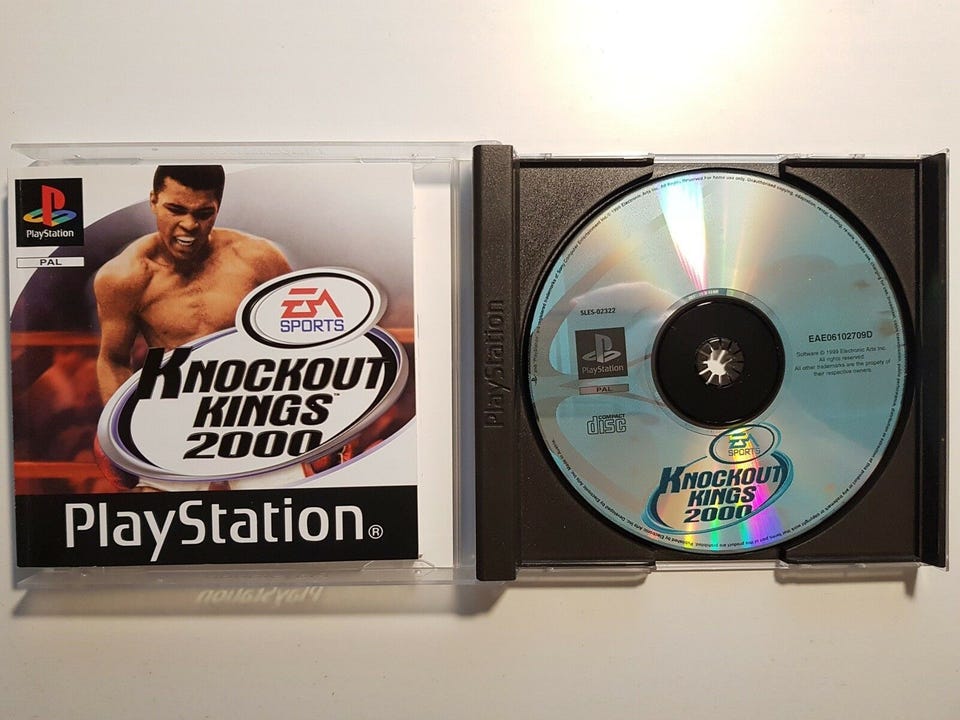 PlayStation
PAL
EA
SPORTS
KNOCKOUT
KINGS™
2000
PlayStation®
PlayStation
SLES-02322
PlayStation
PAL
COMPACT
disc
EAE06102709D
Software © 1999 Electronic Arts Inc.
All rights reserved.
All other trademarks are the property of
their respective owners.
EA
SPORTS
KNOCKOUT
KINGS
2000